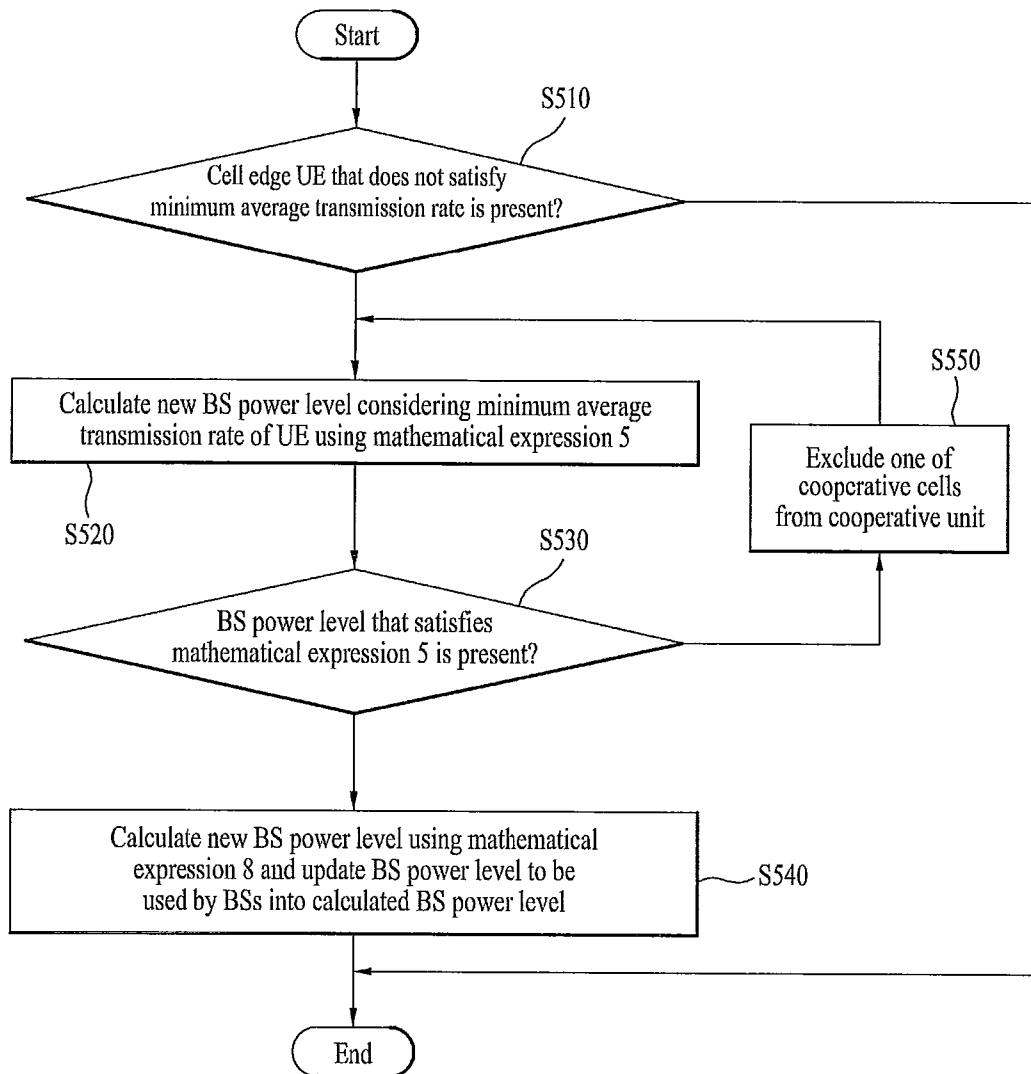 Start
S510
Cell edge UE that does not satisfy
minimum average transmission rate is present?
S550
Calculate new BS power level considering minimum average
transmission rate of UE using mathematical expression 5
Exclude one of
cooperative cells
from cooperative unit
S520
S530
BS power level that satisfies
mathematical expression 5 is present?
Calculate new BS power level using mathematical
expression 8 and update BS power level to be
used by BSs into calculated BS power level
S540
End